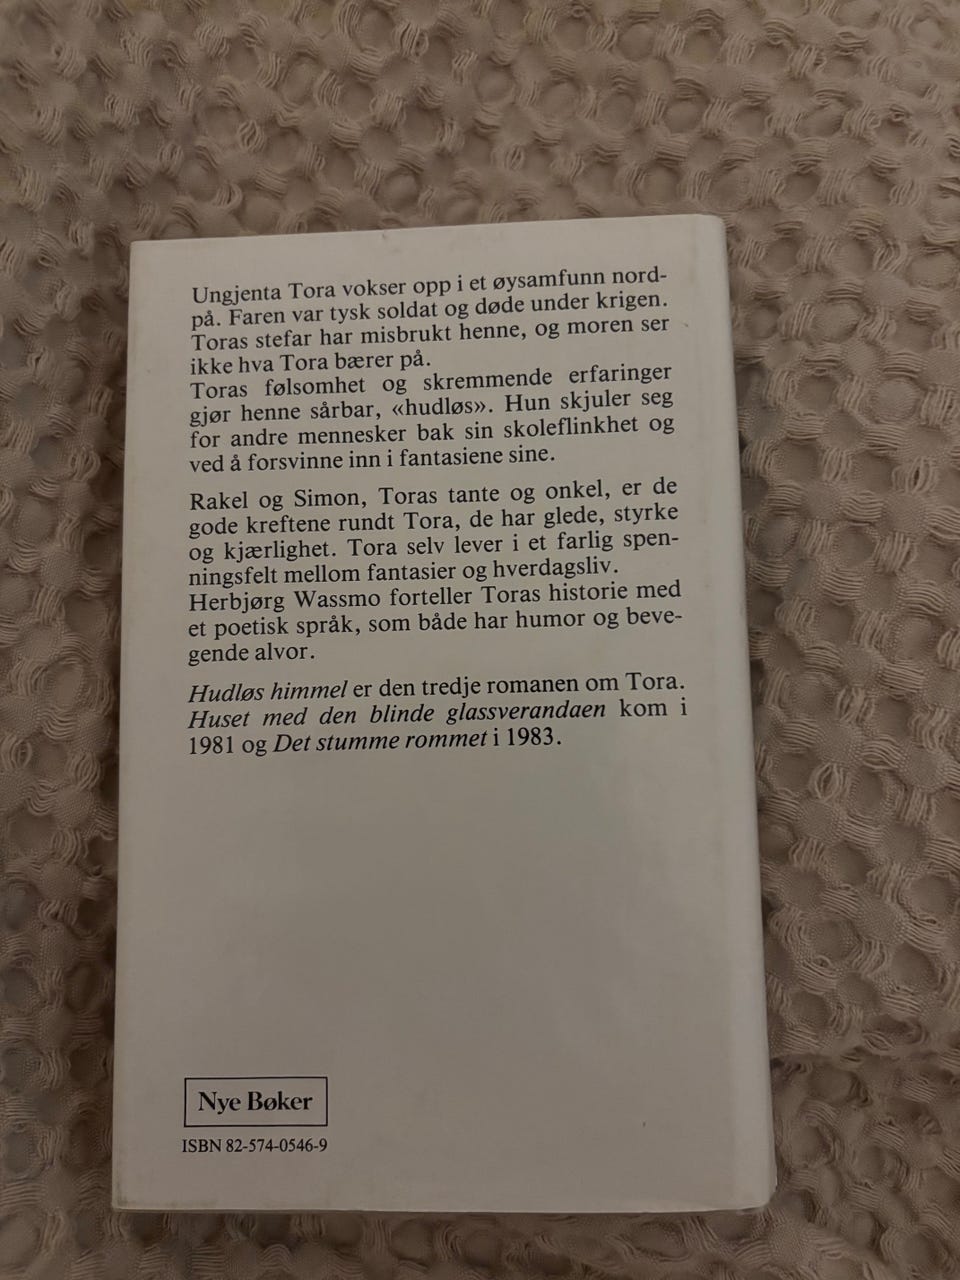 Ungjenta Tora vokser opp i et øysamfunn nord-
på. Faren var tysk soldat og døde under krigen.
Toras stefar har misbrukt henne, og moren ser
ikke hva Tora bærer på.
Toras følsomhet og skremmende erfaringer
gjør henne sårbar, «hudløs». Hun skjuler seg
for andre mennesker bak sin skoleflinkhet og
ved å forsvinne inn i fantasiene sine.
Rakel og Simon, Toras tante og onkel, er de
gode kreftene rundt Tora, de har glede, styrke
og kjærlighet. Tora selv lever i et farlig spen-
ningsfelt mellom fantasier og hverdagsliv.
Herbjørg Wassmo forteller Toras historie med
et poetisk språk, som både har humor og beve-
gende alvor.
Hudløs himmel er den tredje romanen om Tora.
Huset med den blinde glassverandaen kom i
1981 og Det stumme rommet i 1983.
Nye Bøker
ISBN 82-574-0546-9